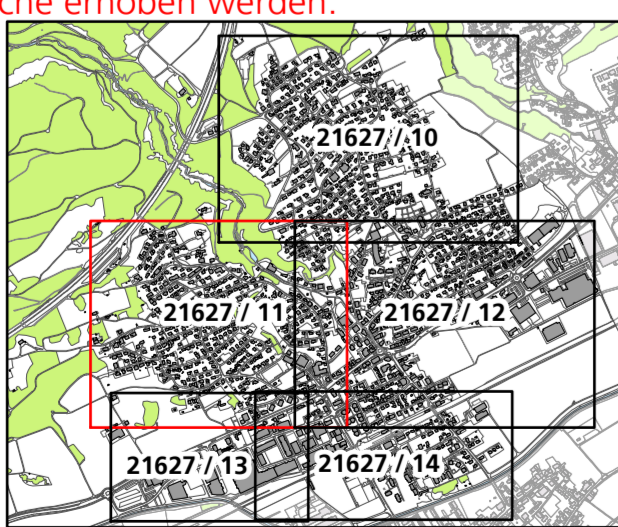 che erhoben werden.
21627 / 10
21627 / 11
21627 / 12
21627 / 13
21627 / 14